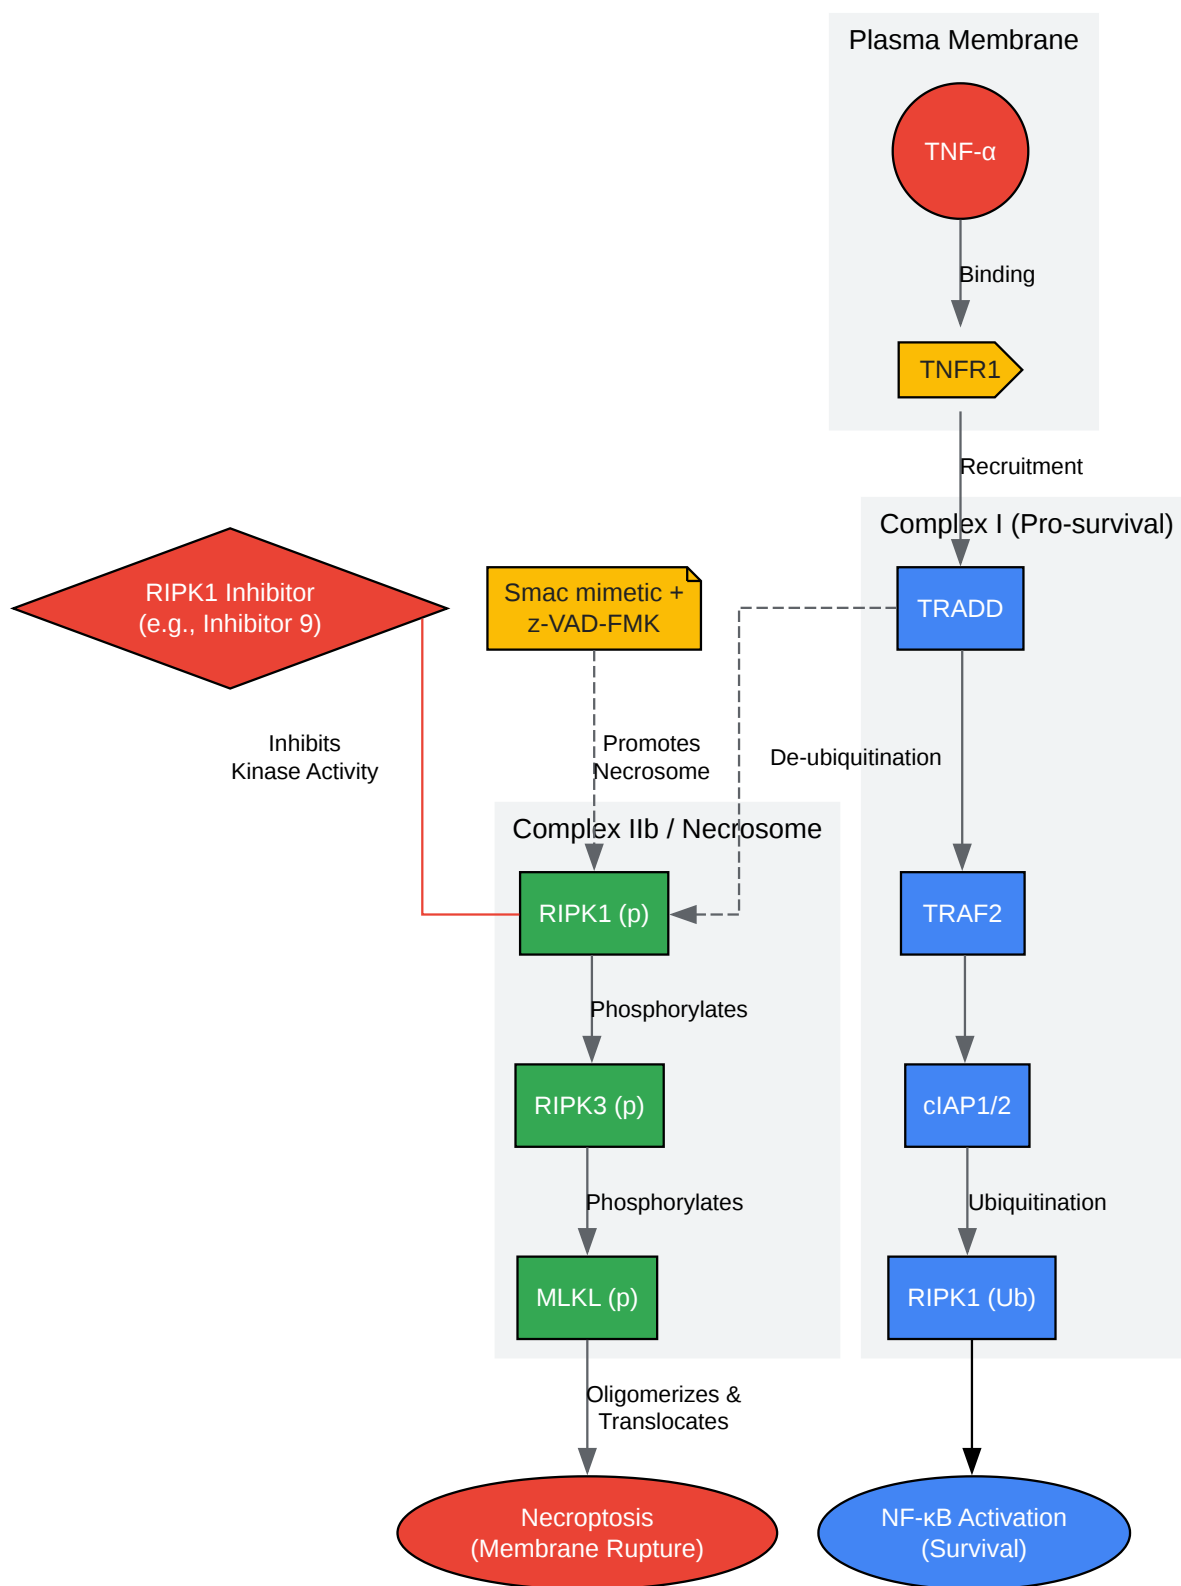 Plasma Membrane
TNF-α
Binding
TNFR1
Recruitment
Complex I (Pro-survival)
RIPK1 Inhibitor
(e.g., Inhibitor 9)
Smac mimetic +
z-VAD-FMK
TRADD
Inhibits
Kinase Activity
Promotes
Necrosome
De-ubiquitination
Complex IIb / Necrosome
RIPK1 (p)
TRAF2
Phosphorylates
RIPK3 (p)
cIAP1/2
Phosphorylates
Ubiquitination
MLKL (p)
RIPK1 (Ub)
Oligomerizes &
Translocates
Necroptosis
(Membrane Rupture)
NF-κB Activation
(Survival)